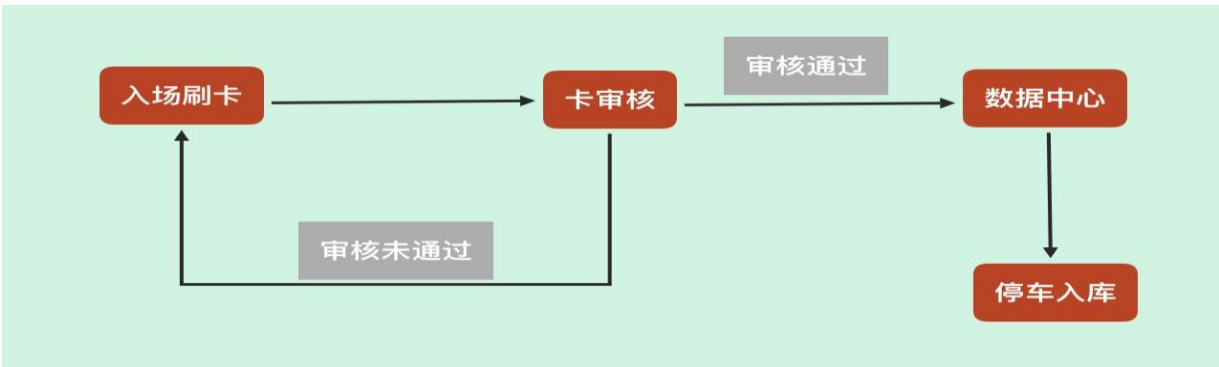 入场刷卡
卡审核
审核通过
数据中心
审核未通过
停车入库